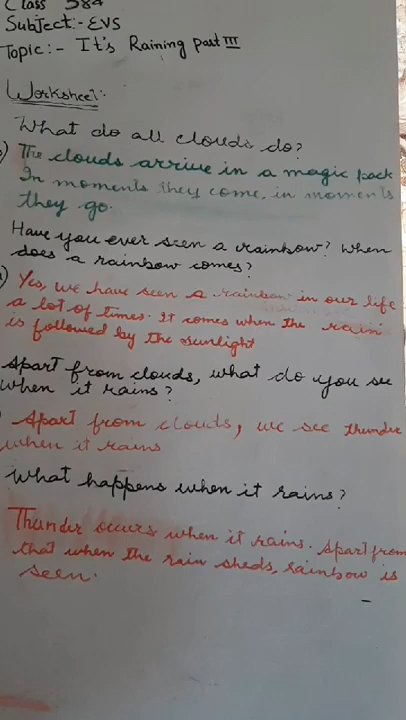 Class 3&4
Subject:- EVS
Topic:- It's Raining part III
Worksheet:-
What do all clouds do?
) The clouds arrive in a magic pack
In moments they come, in moments
they go.
Have you ever seen a rainbow? When
does a rainbow comes?
) Yes, we have seen a rainbow in our life
a lot of times. It comes when the rain
is followed by the sunlight
Apart from clouds, what do you see
when it rains?
) Apart from clouds, we see thunder
when it rains
What happens when it rains?
Thunder occurs when it rains. Apart from
that when the rain sheds, rainbow is
seen.